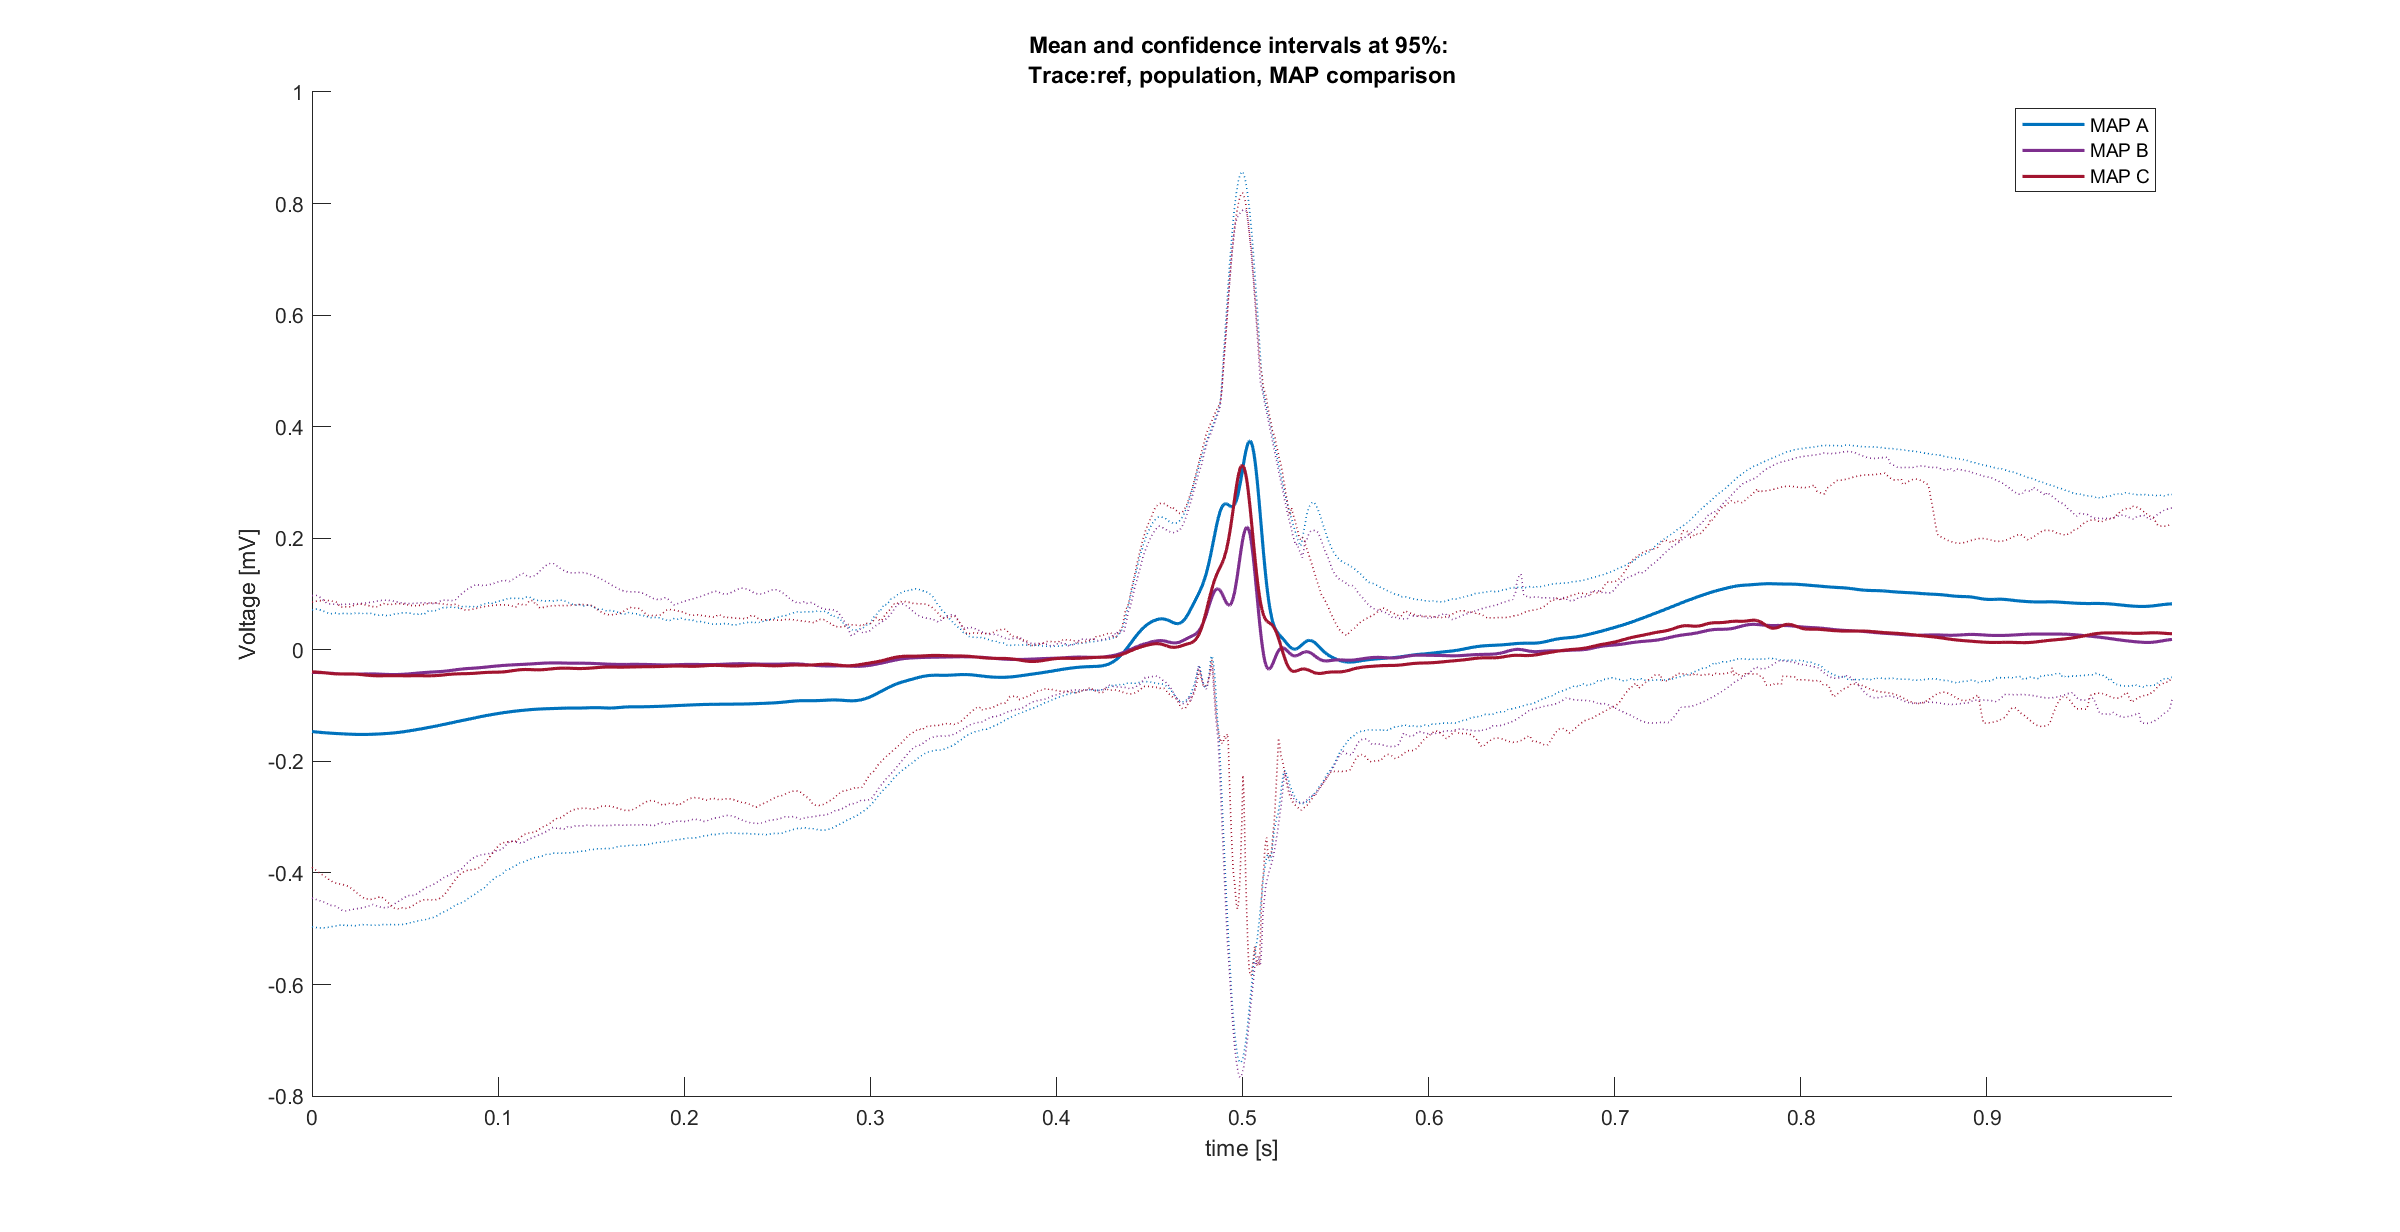 Mean and confidence intervals at 95%:
Trace:ref, population, MAP comparison
MAP A
MAP B
MAP C
Voltage [mV]
1
0.8
0.6
0.4
0.2
0
-0.2
-0.4
-0.6
-0.8
0
0.1
0.2
0.3
0.4
0.5
0.6
0.7
0.8
0.9
time [s]